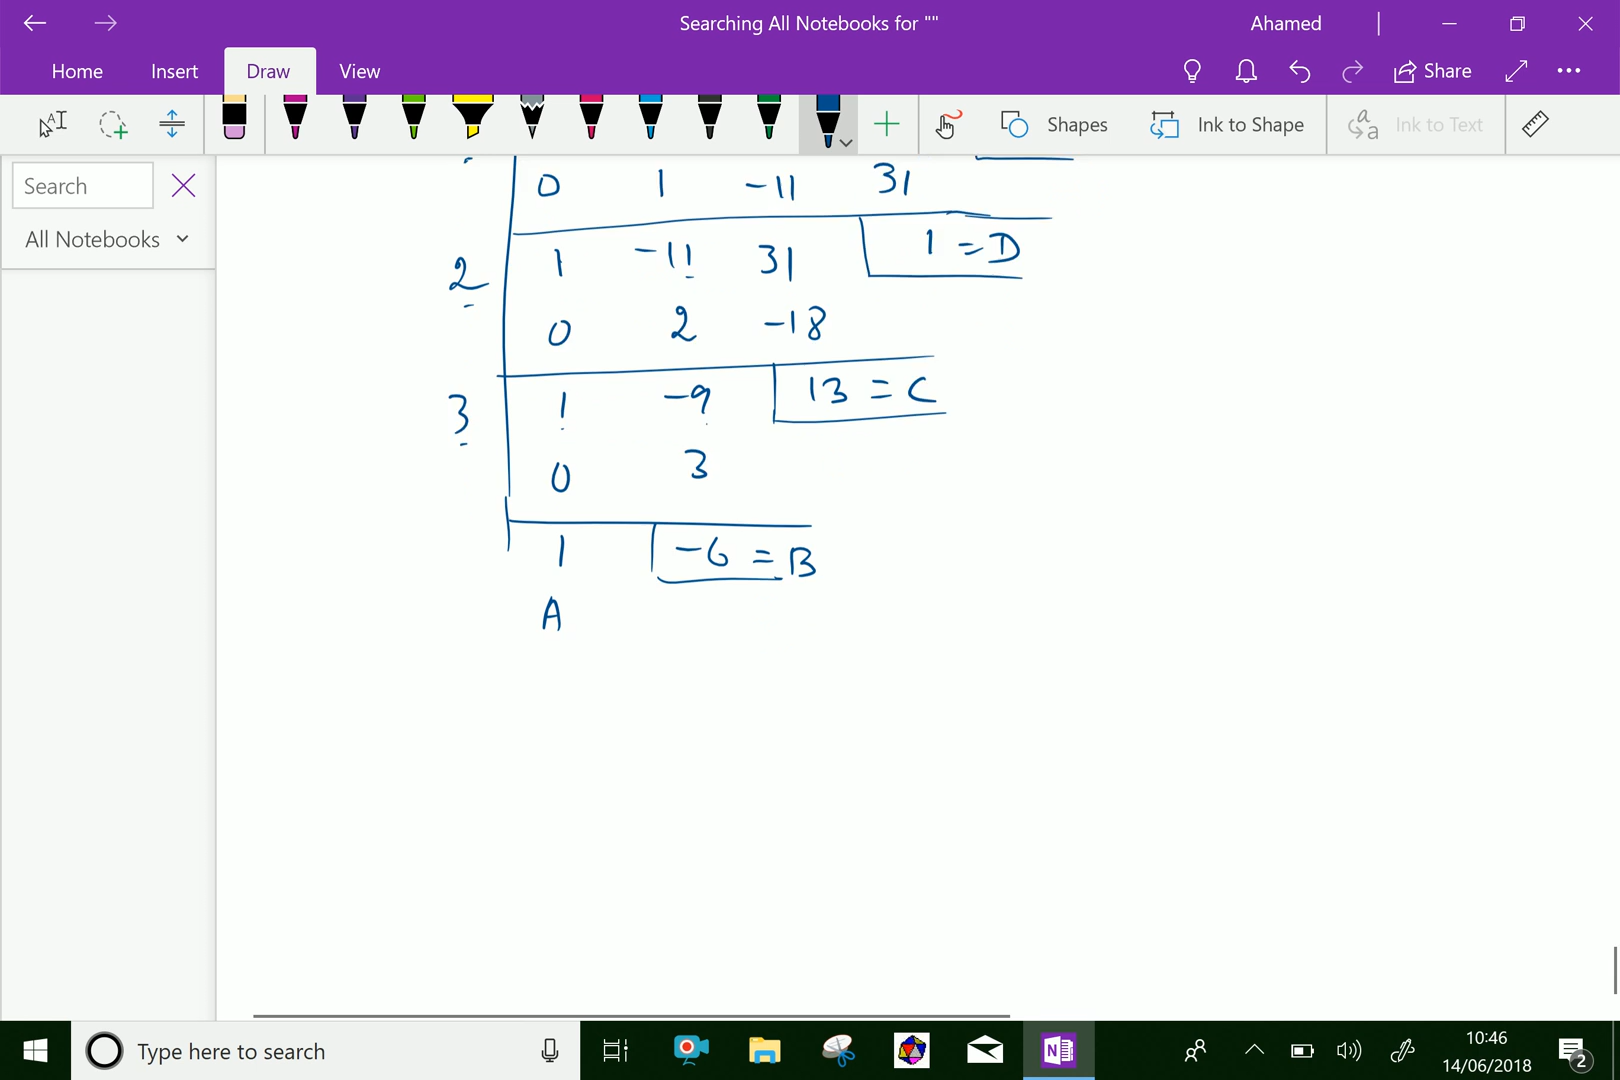 Searching All Notebooks for ""
Ahamed
Home Insert Draw View
Share
Shapes
Ink to Shape
Ink to Text
Search
All Notebooks
0 1 -11 31
2 1 -11 31 1 = D
0 2 -18
3 1 -9 13 = C
0 3
1 -6 = B
A
Type here to search
10:46
14/06/2018
2